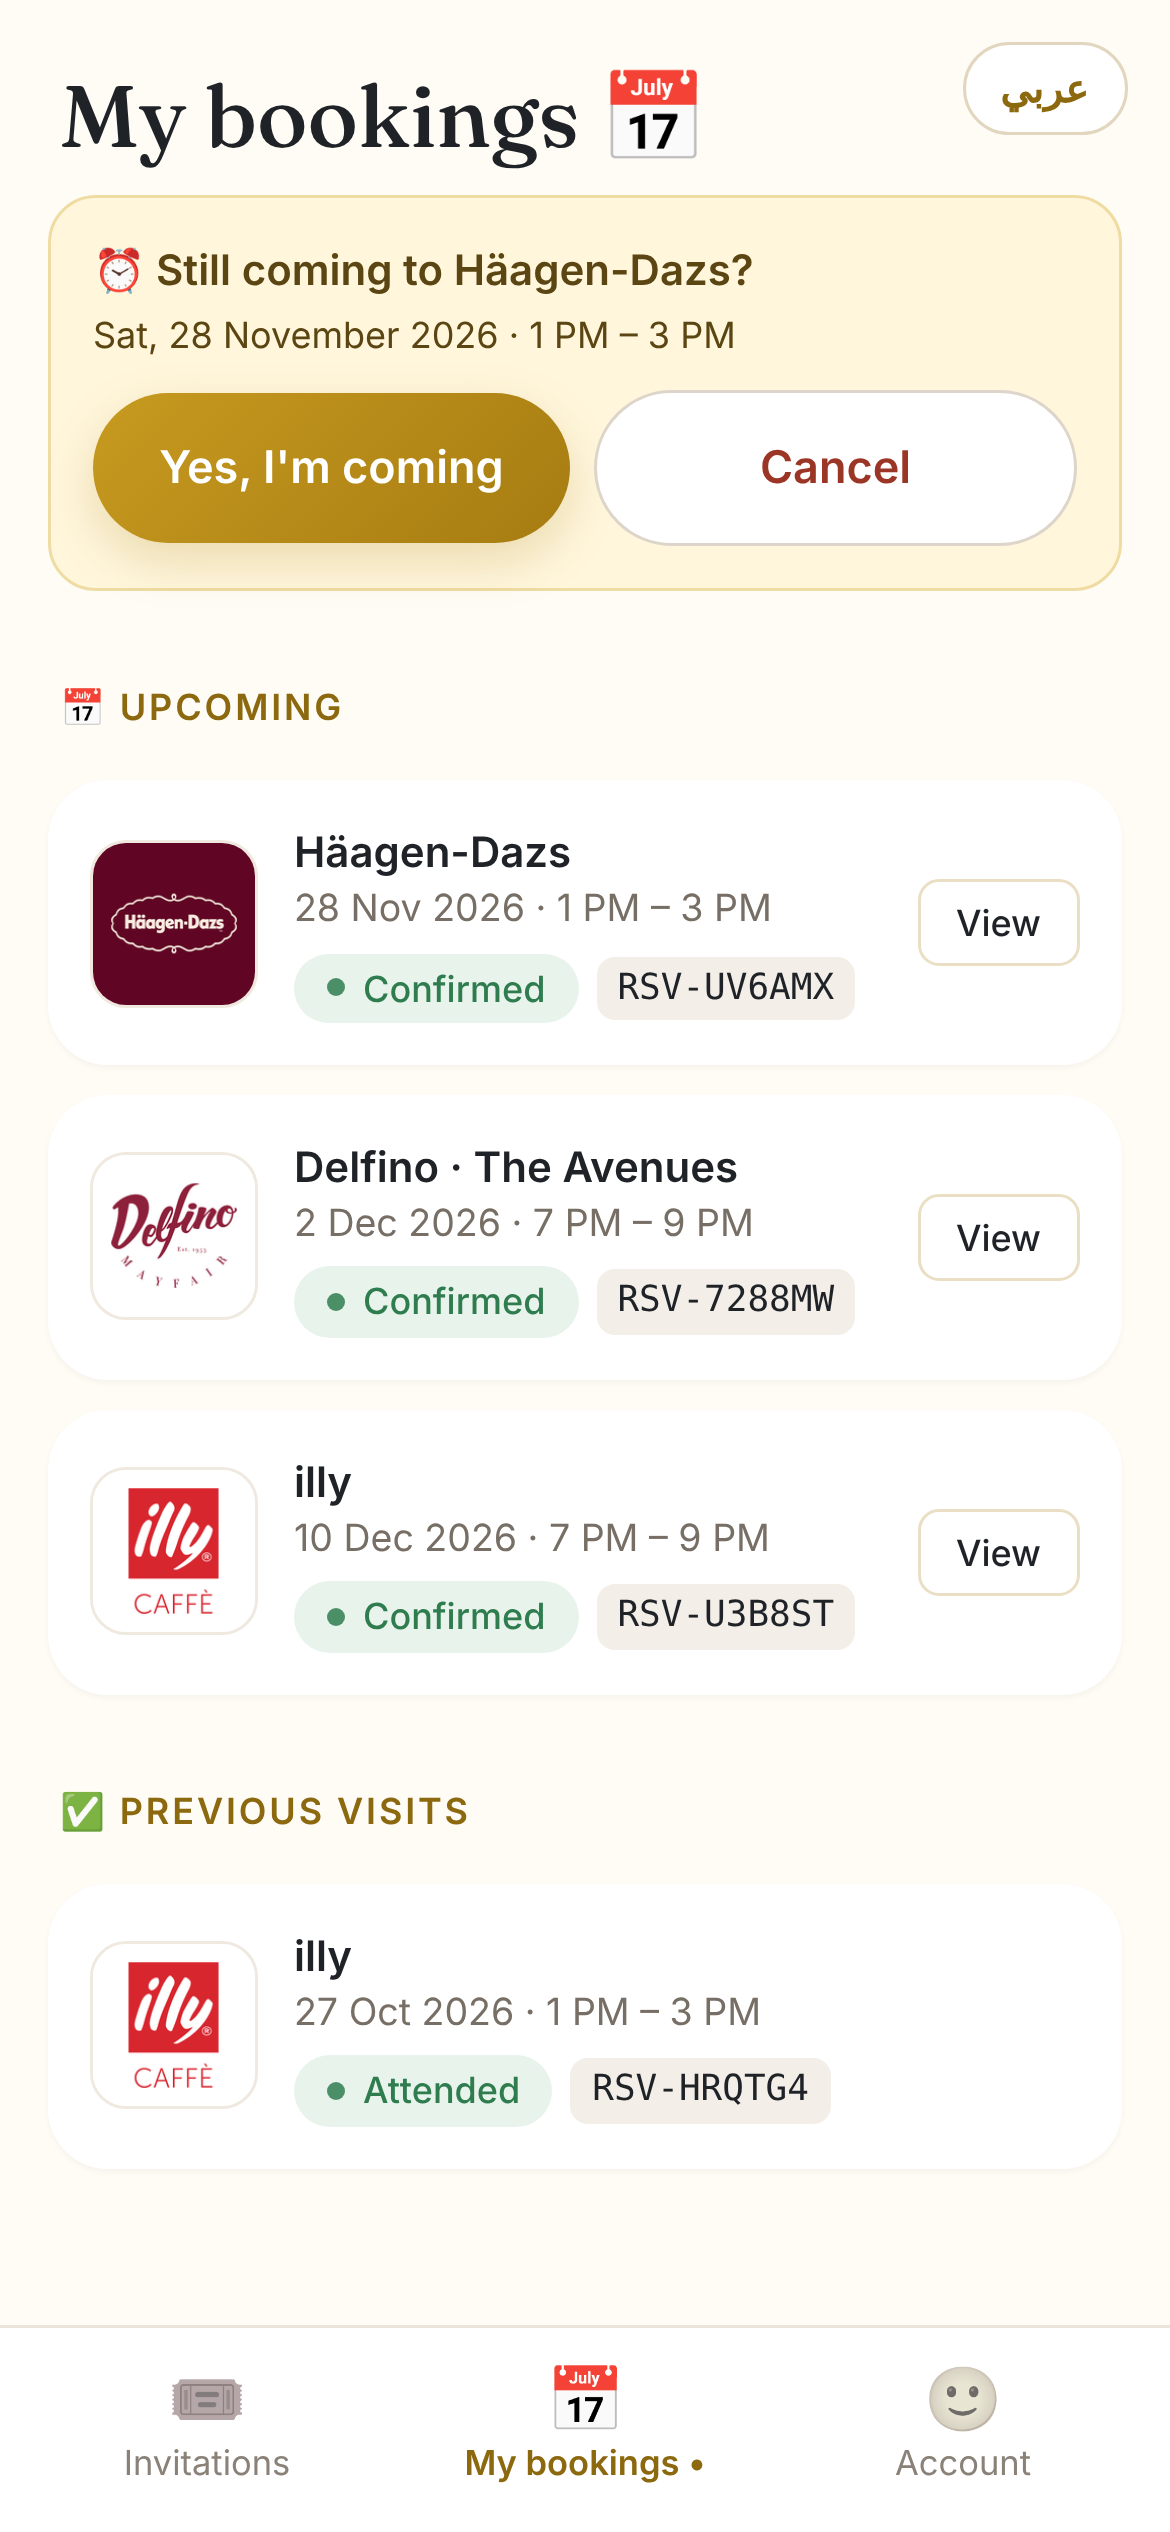 My bookings
July
17
عربي
Still coming to Häagen-Dazs?
Sat, 28 November 2026 · 1 PM – 3 PM
Yes, I'm coming
Cancel
July
17
UPCOMING
Häagen-Dazs
Häagen-Dazs
28 Nov 2026 · 1 PM – 3 PM
View
Confirmed
RSV-UV6AMX
Delfino
Est. 1953
MAYFAIR
Delfino · The Avenues
2 Dec 2026 · 7 PM – 9 PM
View
Confirmed
RSV-7288MW
illy®
CAFFÈ
illy
10 Dec 2026 · 7 PM – 9 PM
View
Confirmed
RSV-U3B8ST
PREVIOUS VISITS
illy®
CAFFÈ
illy
27 Oct 2026 · 1 PM – 3 PM
Attended
RSV-HRQTG4
Invitations
July
17
My bookings •
Account